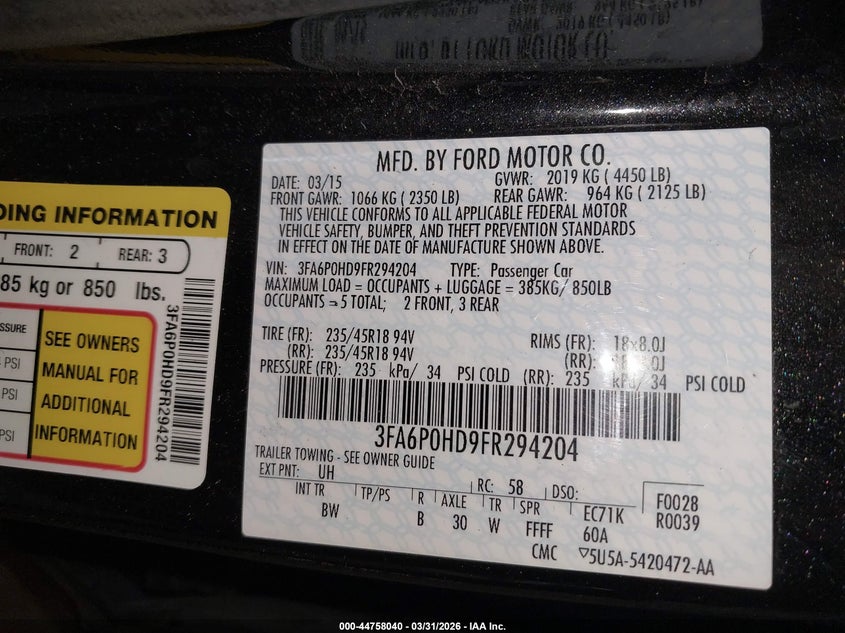 MFD. BY FORD MOTOR CO.
DATE: 03/15 GVWR: 2019 KG ( 4450 LB)
FRONT GAWR: 1066 KG ( 2350 LB) REAR GAWR: 964 KG ( 2125 LB)
THIS VEHICLE CONFORMS TO ALL APPLICABLE FEDERAL MOTOR
VEHICLE SAFETY, BUMPER, AND THEFT PREVENTION STANDARDS
IN EFFECT ON THE DATE OF MANUFACTURE SHOWN ABOVE.
VIN: 3FA6P0HD9FR294204 TYPE: Passenger Car
MAXIMUM LOAD = OCCUPANTS + LUGGAGE = 385KG/ 850LB
OCCUPANTS = 5 TOTAL; 2 FRONT, 3 REAR
TIRE (FR): 235/45R18 94V RIMS (FR): 18x8.0J
(RR): 235/45R18 94V (RR):
PRESSURE (FR): 235 kPa/ 34 PSI COLD (RR): 235 kPa/ 34 PSI COLD
3FA6P0HD9FR294204
TRAILER TOWING - SEE OWNER GUIDE
EXT PNT: UH RC: 58 DSO:
INT TR TP/PS R AXLE TR SPR EC71K F0028
BW B 30 W FFFF 60A R0039
CMC ▽5U5A-5420472-AA
DING INFORMATION
FRONT: 2 REAR: 3
85 kg or 850 lbs.
SSURE
PSI
PSI
PSI
SEE OWNERS
MANUAL FOR
ADDITIONAL
INFORMATION
3FA6P0HD9FR294204
000-44758040 - 03/31/2026 - IAA Inc.